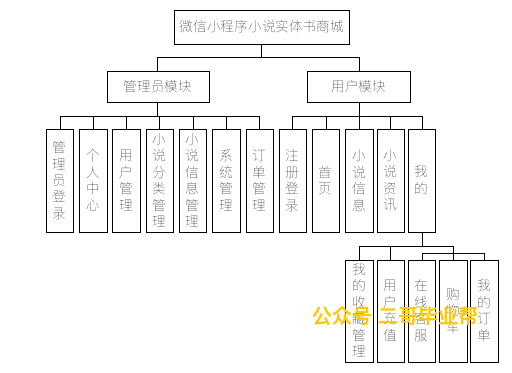 微信小程序小说实体书商城
管理员模块
用户模块
管理员登录
个人中心
用户管理
小说分类管理
小说信息管理
系统管理
订单管理
注册登录
首页
小说信息
小说资讯
我的
我的收藏管理
用户充值
在线客服
购物车
我的订单
公众号 二哥毕业帮